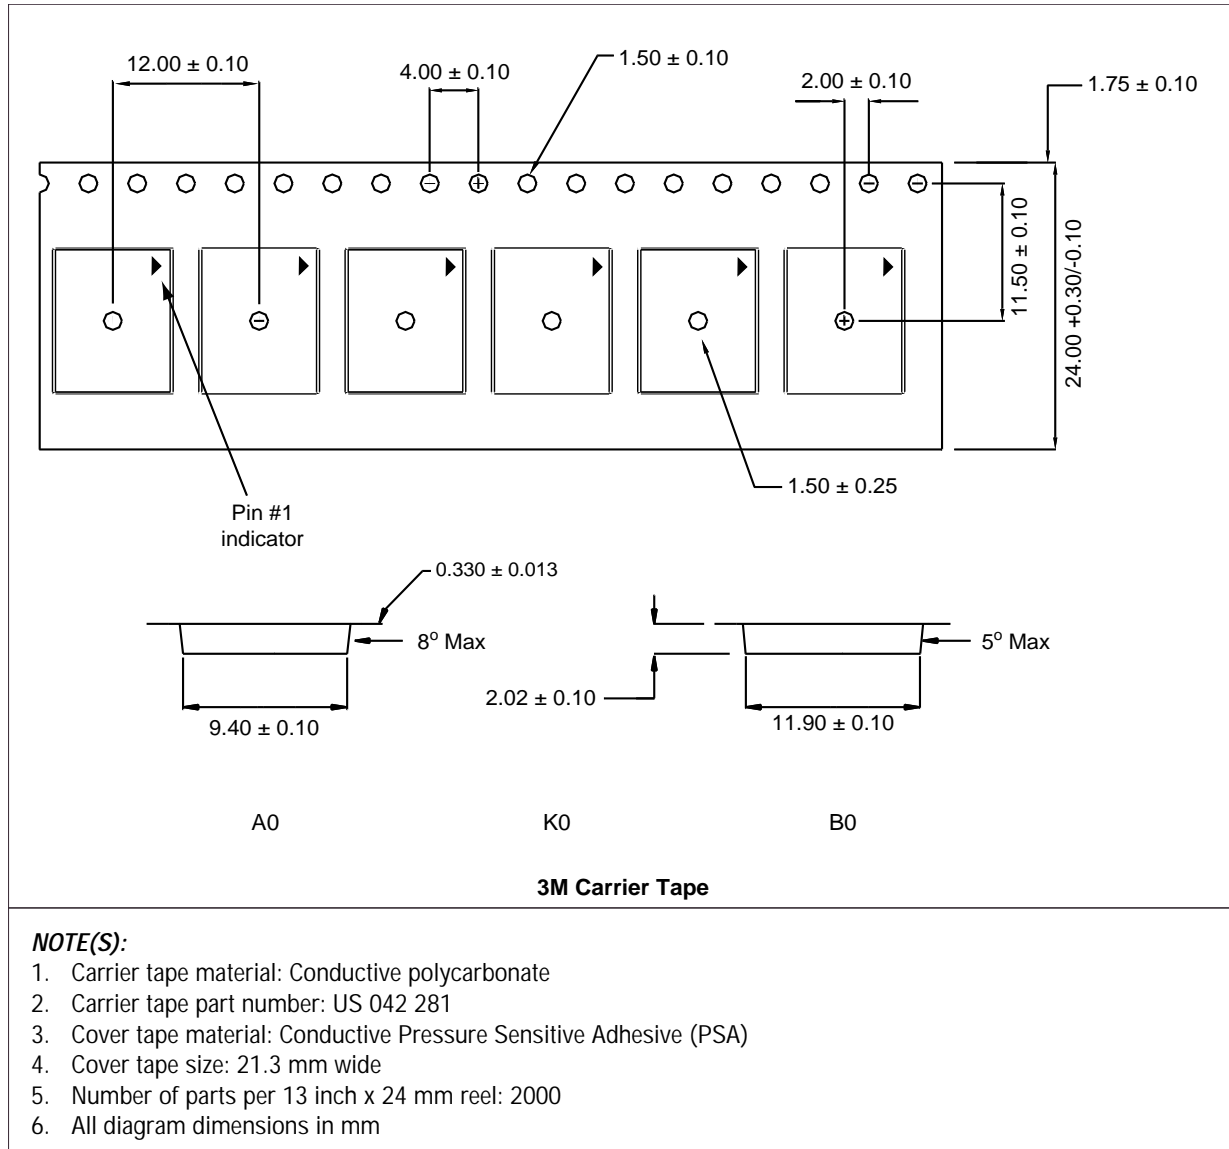 12.00 ± 0.10
4.00 ± 0.10
1.50 ± 0.10
2.00 ± 0.10
1.75 ± 0.10
11.50 ± 0.10
24.00 +0.30/-0.10
1.50 ± 0.25
Pin #1
indicator
0.330 ± 0.013
8o Max
5o Max
2.02 ± 0.10
9.40 ± 0.10
11.90 ± 0.10
A0
K0
B0
3M Carrier Tape
NOTE(S):
1. Carrier tape material: Conductive polycarbonate
2. Carrier tape part number: US 042 281
3. Cover tape material: Conductive Pressure Sensitive Adhesive (PSA)
4. Cover tape size: 21.3 mm wide
5. Number of parts per 13 inch x 24 mm reel: 2000
6. All diagram dimensions in mm